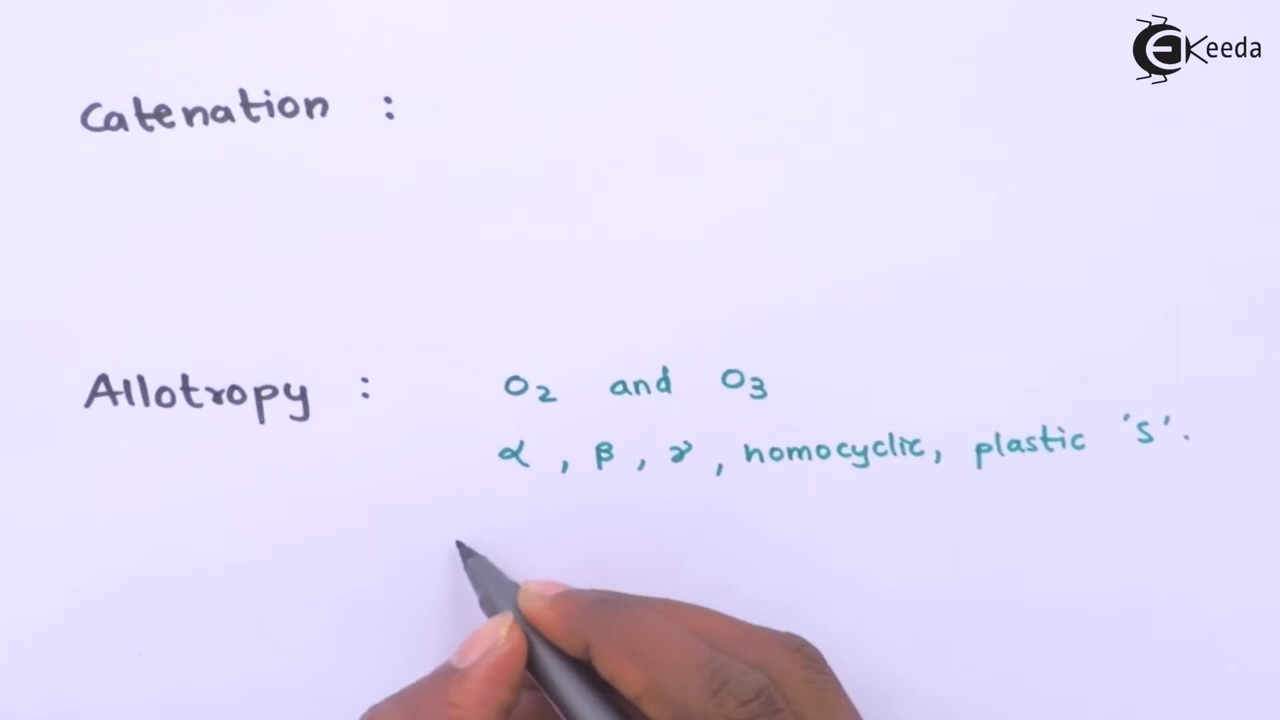 EKeeda
Catenation :
Allotropy : O₂ and O₃
α, β, γ, homocyclic, plastic 'S'.